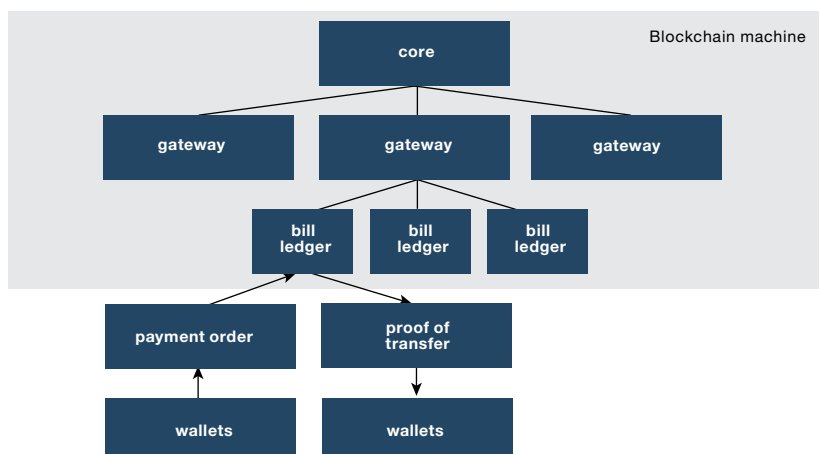 Blockchain machine
core
gateway
gateway
gateway
bill
ledger
bill
ledger
bill
ledger
payment order
proof of
transfer
wallets
wallets